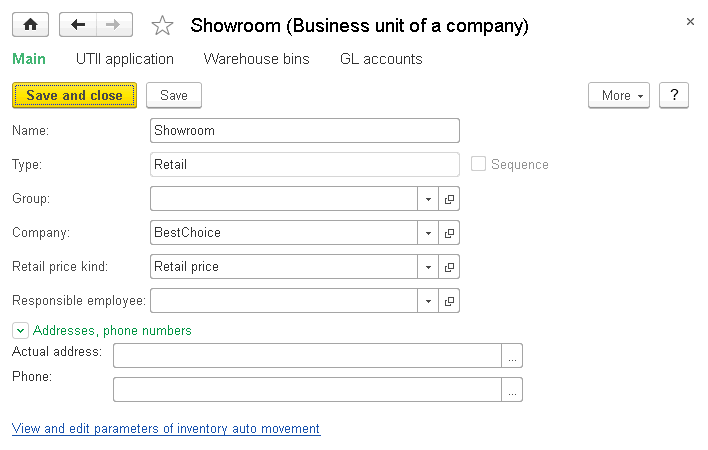 Showroom (Business unit of a company)
Main UTII application Warehouse bins GL accounts
Save and close Save More ?
Name: Showroom
Type: Retail Sequence
Group:
Company: BestChoice
Retail price kind: Retail price
Responsible employee:
Addresses, phone numbers
Actual address: ...
Phone: ...
View and edit parameters of inventory auto movement